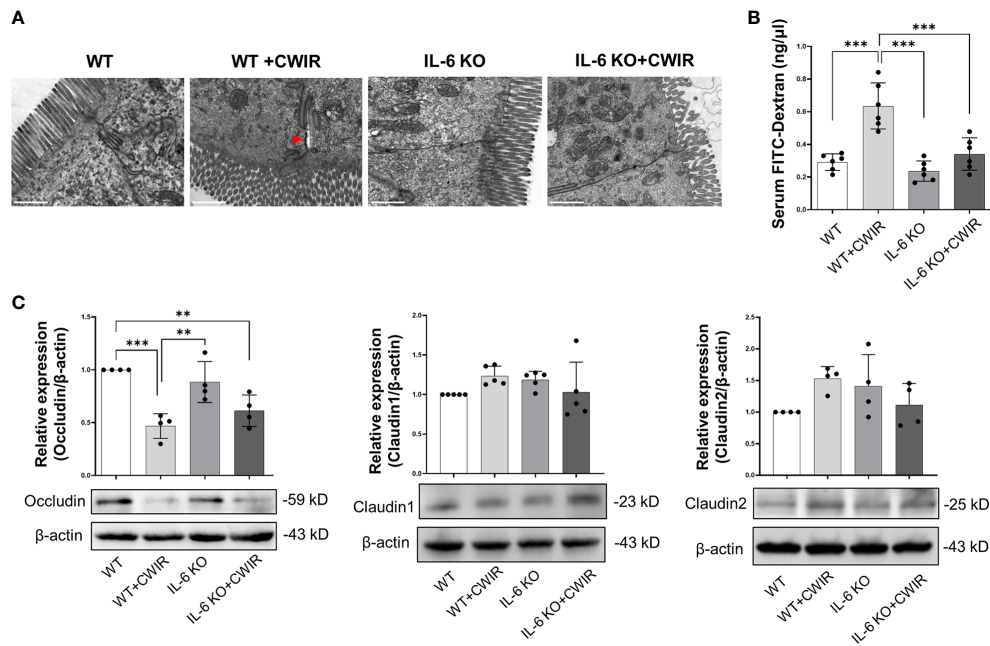 A
WT
WT +CWIR
IL-6 KO
IL-6 KO+CWIR
B
Serum FITC-Dextran (ng/μl)
1.0
0.8
0.6
0.4
0.2
0.0
***
*** ***
WT
WT+CWIR
IL-6 KO
IL-6 KO+CWIR
C
Relative expression
(Occludin/β-actin)
1.5
1.0
0.5
0.0
**
*** **
Occludin
-59 kD
β-actin
-43 kD
WT
WT+CWIR
IL-6 KO
IL-6 KO+CWIR
Relative expression
(Claudin1/β-actin)
2.0
1.5
1.0
0.5
0.0
Claudin1
-23 kD
β-actin
-43 kD
WT
WT+CWIR
IL-6 KO
IL-6 KO+CWIR
Relative expression
(Claudin2/β-actin)
2.5
2.0
1.5
1.0
0.5
0.0
Claudin2
-25 kD
β-actin
-43 kD
WT
WT+CWIR
IL-6 KO
IL-6 KO+CWIR